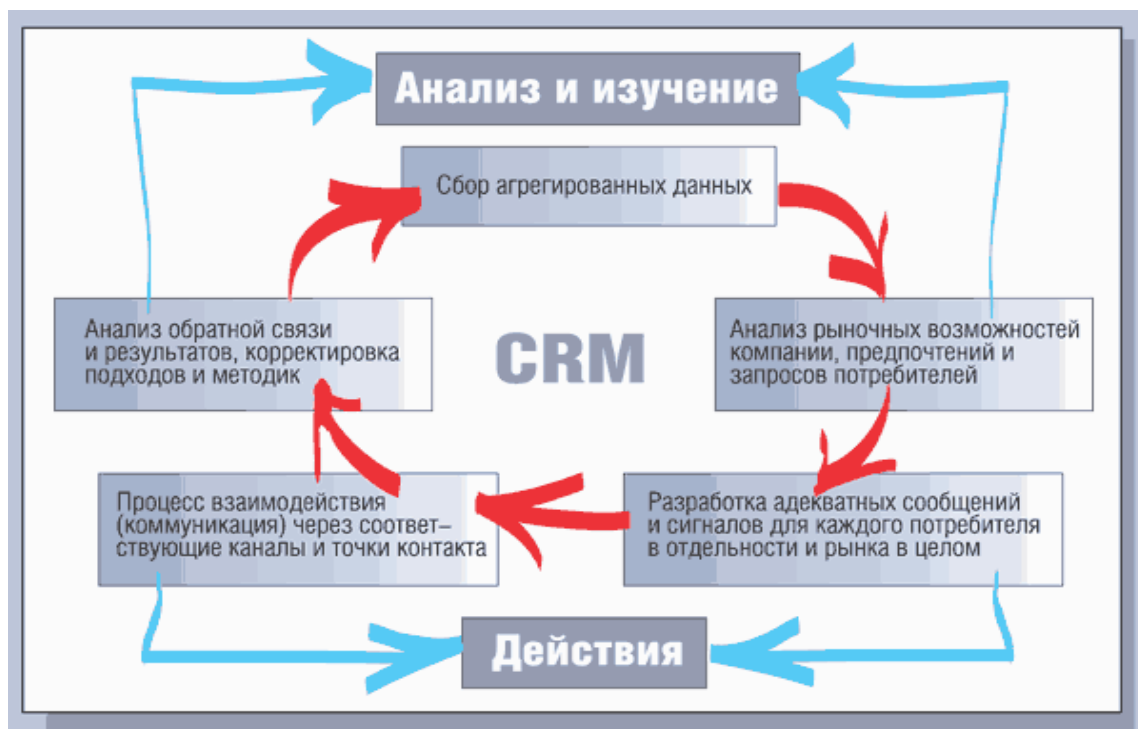 Анализ и изучение
Сбор агрегированных данных
Анализ обратной связи
и результатов, корректировка
подходов и методик
CRM
Анализ рыночных возможностей
компании, предпочтений и
запросов потребителей
Процесс взаимодействия
(коммуникация) через соответ–
ствующие каналы и точки контакта
Разработка адекватных сообщений
и сигналов для каждого потребителя
в отдельности и рынка в целом
Действия